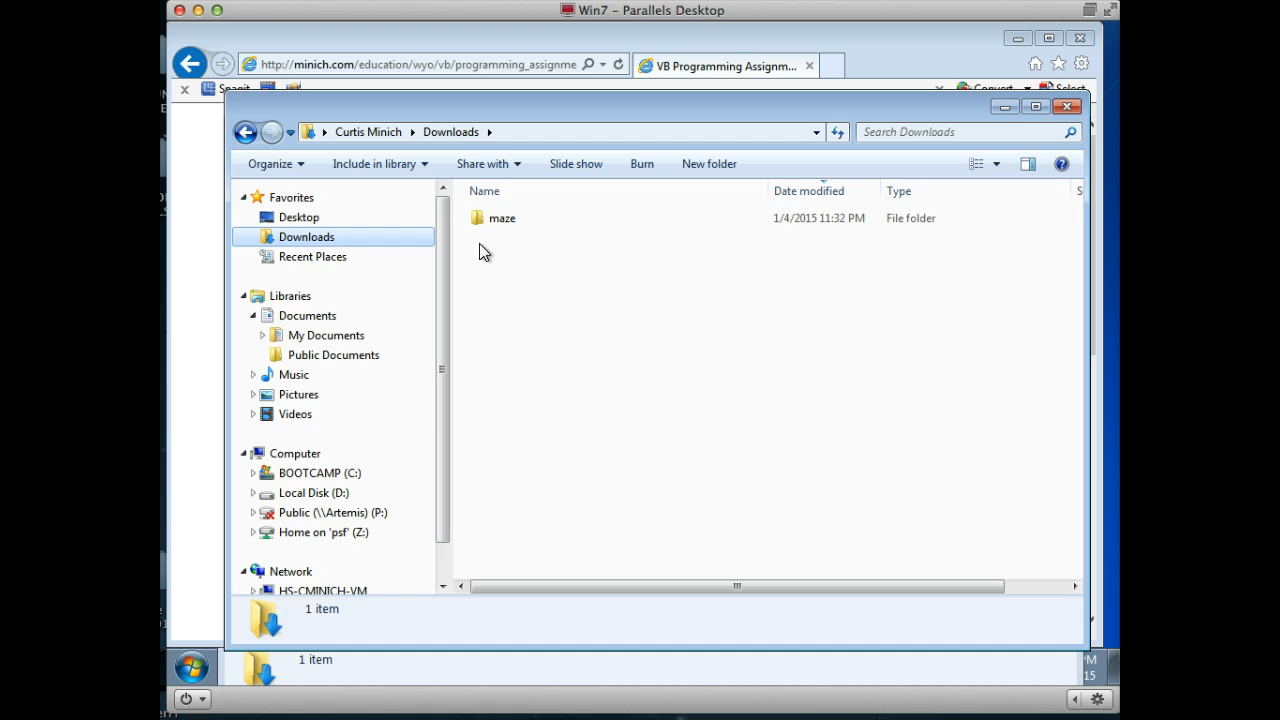 Win7 - Parallels Desktop
http://minich.com/education/wyo/vb/programming_assignme
VB Programming Assignm...
x Snagit
Convert Select
Curtis Minich Downloads
Search Downloads
Organize Include in library Share with Slide show Burn New folder
Name Date modified Type S
maze 1/4/2015 11:32 PM File folder
Favorites
Desktop
Downloads
Recent Places
Libraries
Documents
My Documents
Public Documents
Music
Pictures
Videos
Computer
BOOTCAMP (C:)
Local Disk (D:)
Public (\\Artemis) (P:)
Home on 'psf' (Z:)
Network
HS-CMINICH-VM
1 item
1 item
PM
15